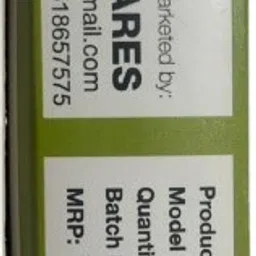 arketed by:
ARES
mail.com
18657575
Produc
Model
Quanti
Batch
MRP: